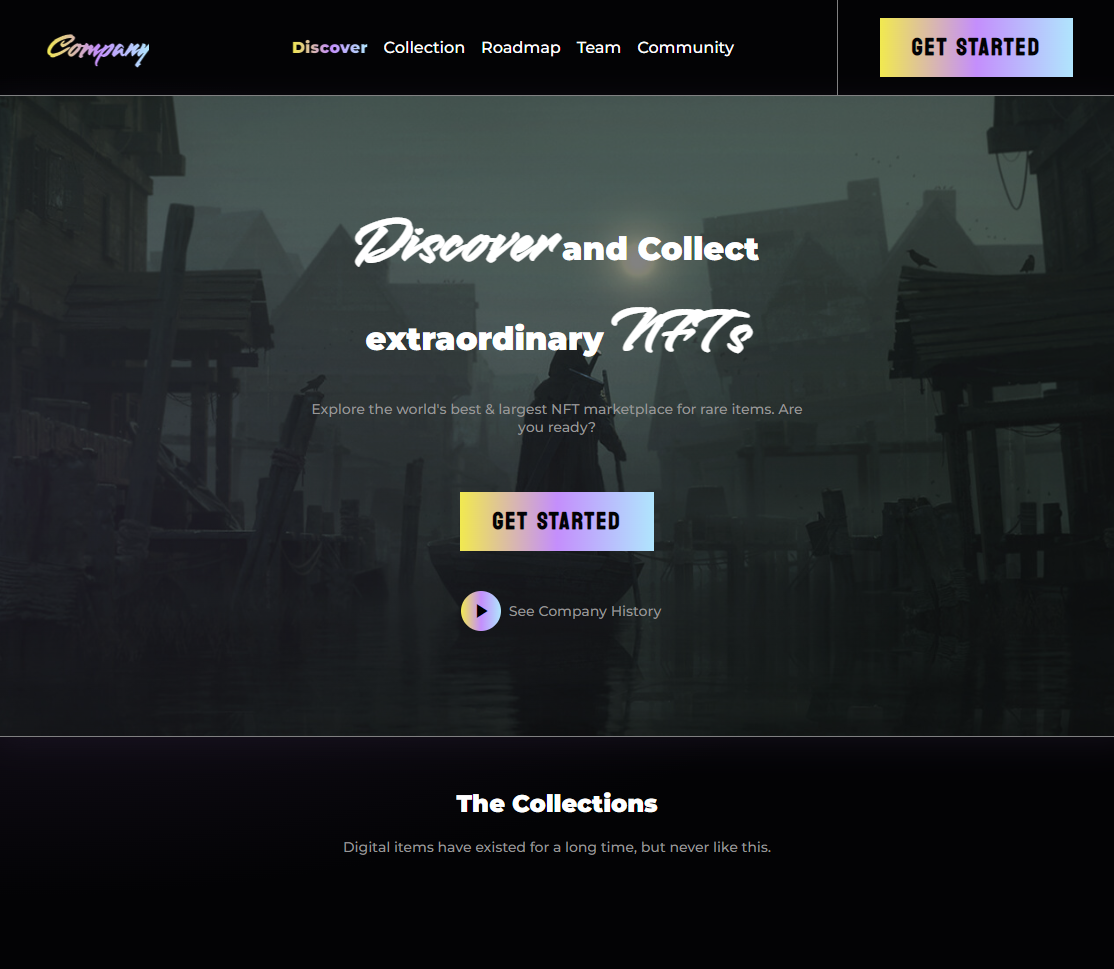 Company
Discover Collection Roadmap Team Community
GET STARTED
Discover and Collect
extraordinary NFTs
Explore the world's best & largest NFT marketplace for rare items. Are
you ready?
GET STARTED
See Company History
The Collections
Digital items have existed for a long time, but never like this.